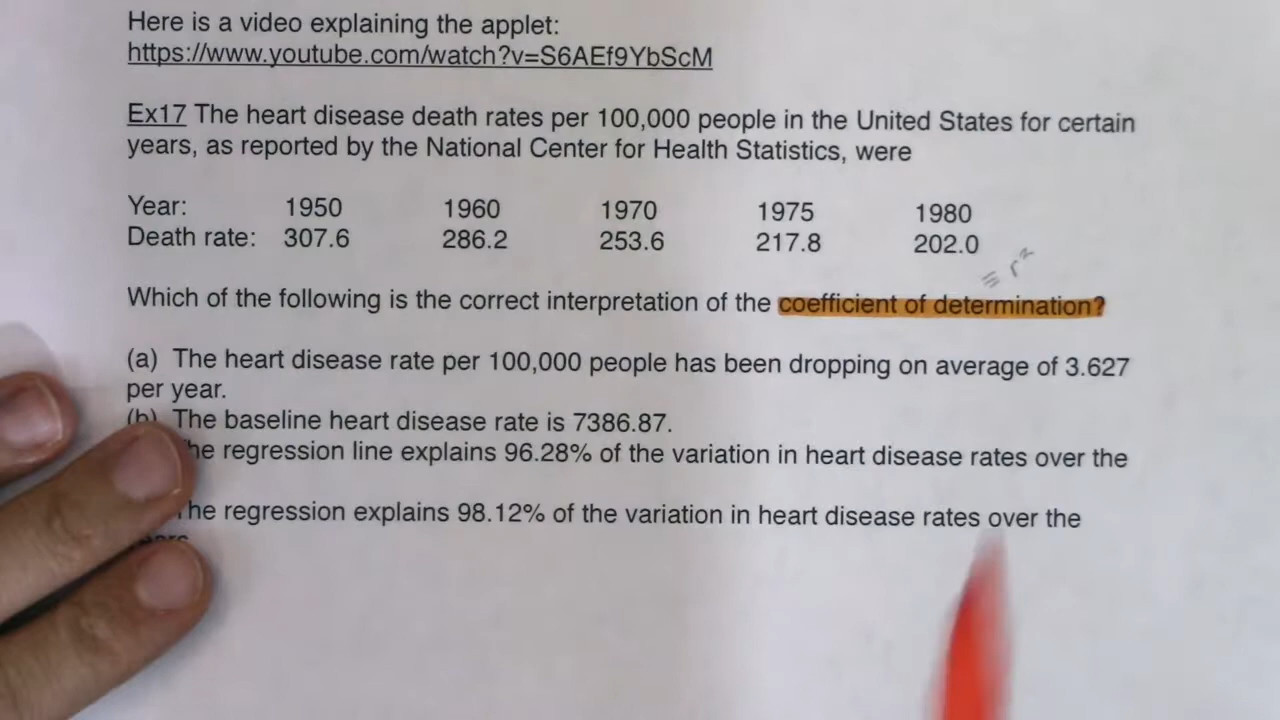 Here is a video explaining the applet:
https://www.youtube.com/watch?v=S6AEf9YbScM
Ex17 The heart disease death rates per 100,000 people in the United States for certain
years, as reported by the National Center for Health Statistics, were
Year: 1950 1960 1970 1975 1980
Death rate: 307.6 286.2 253.6 217.8 202.0
= r²
Which of the following is the correct interpretation of the coefficient of determination?
(a) The heart disease rate per 100,000 people has been dropping on average of 3.627
per year.
(b) The baseline heart disease rate is 7386.87.
he regression line explains 96.28% of the variation in heart disease rates over the
he regression explains 98.12% of the variation in heart disease rates over the